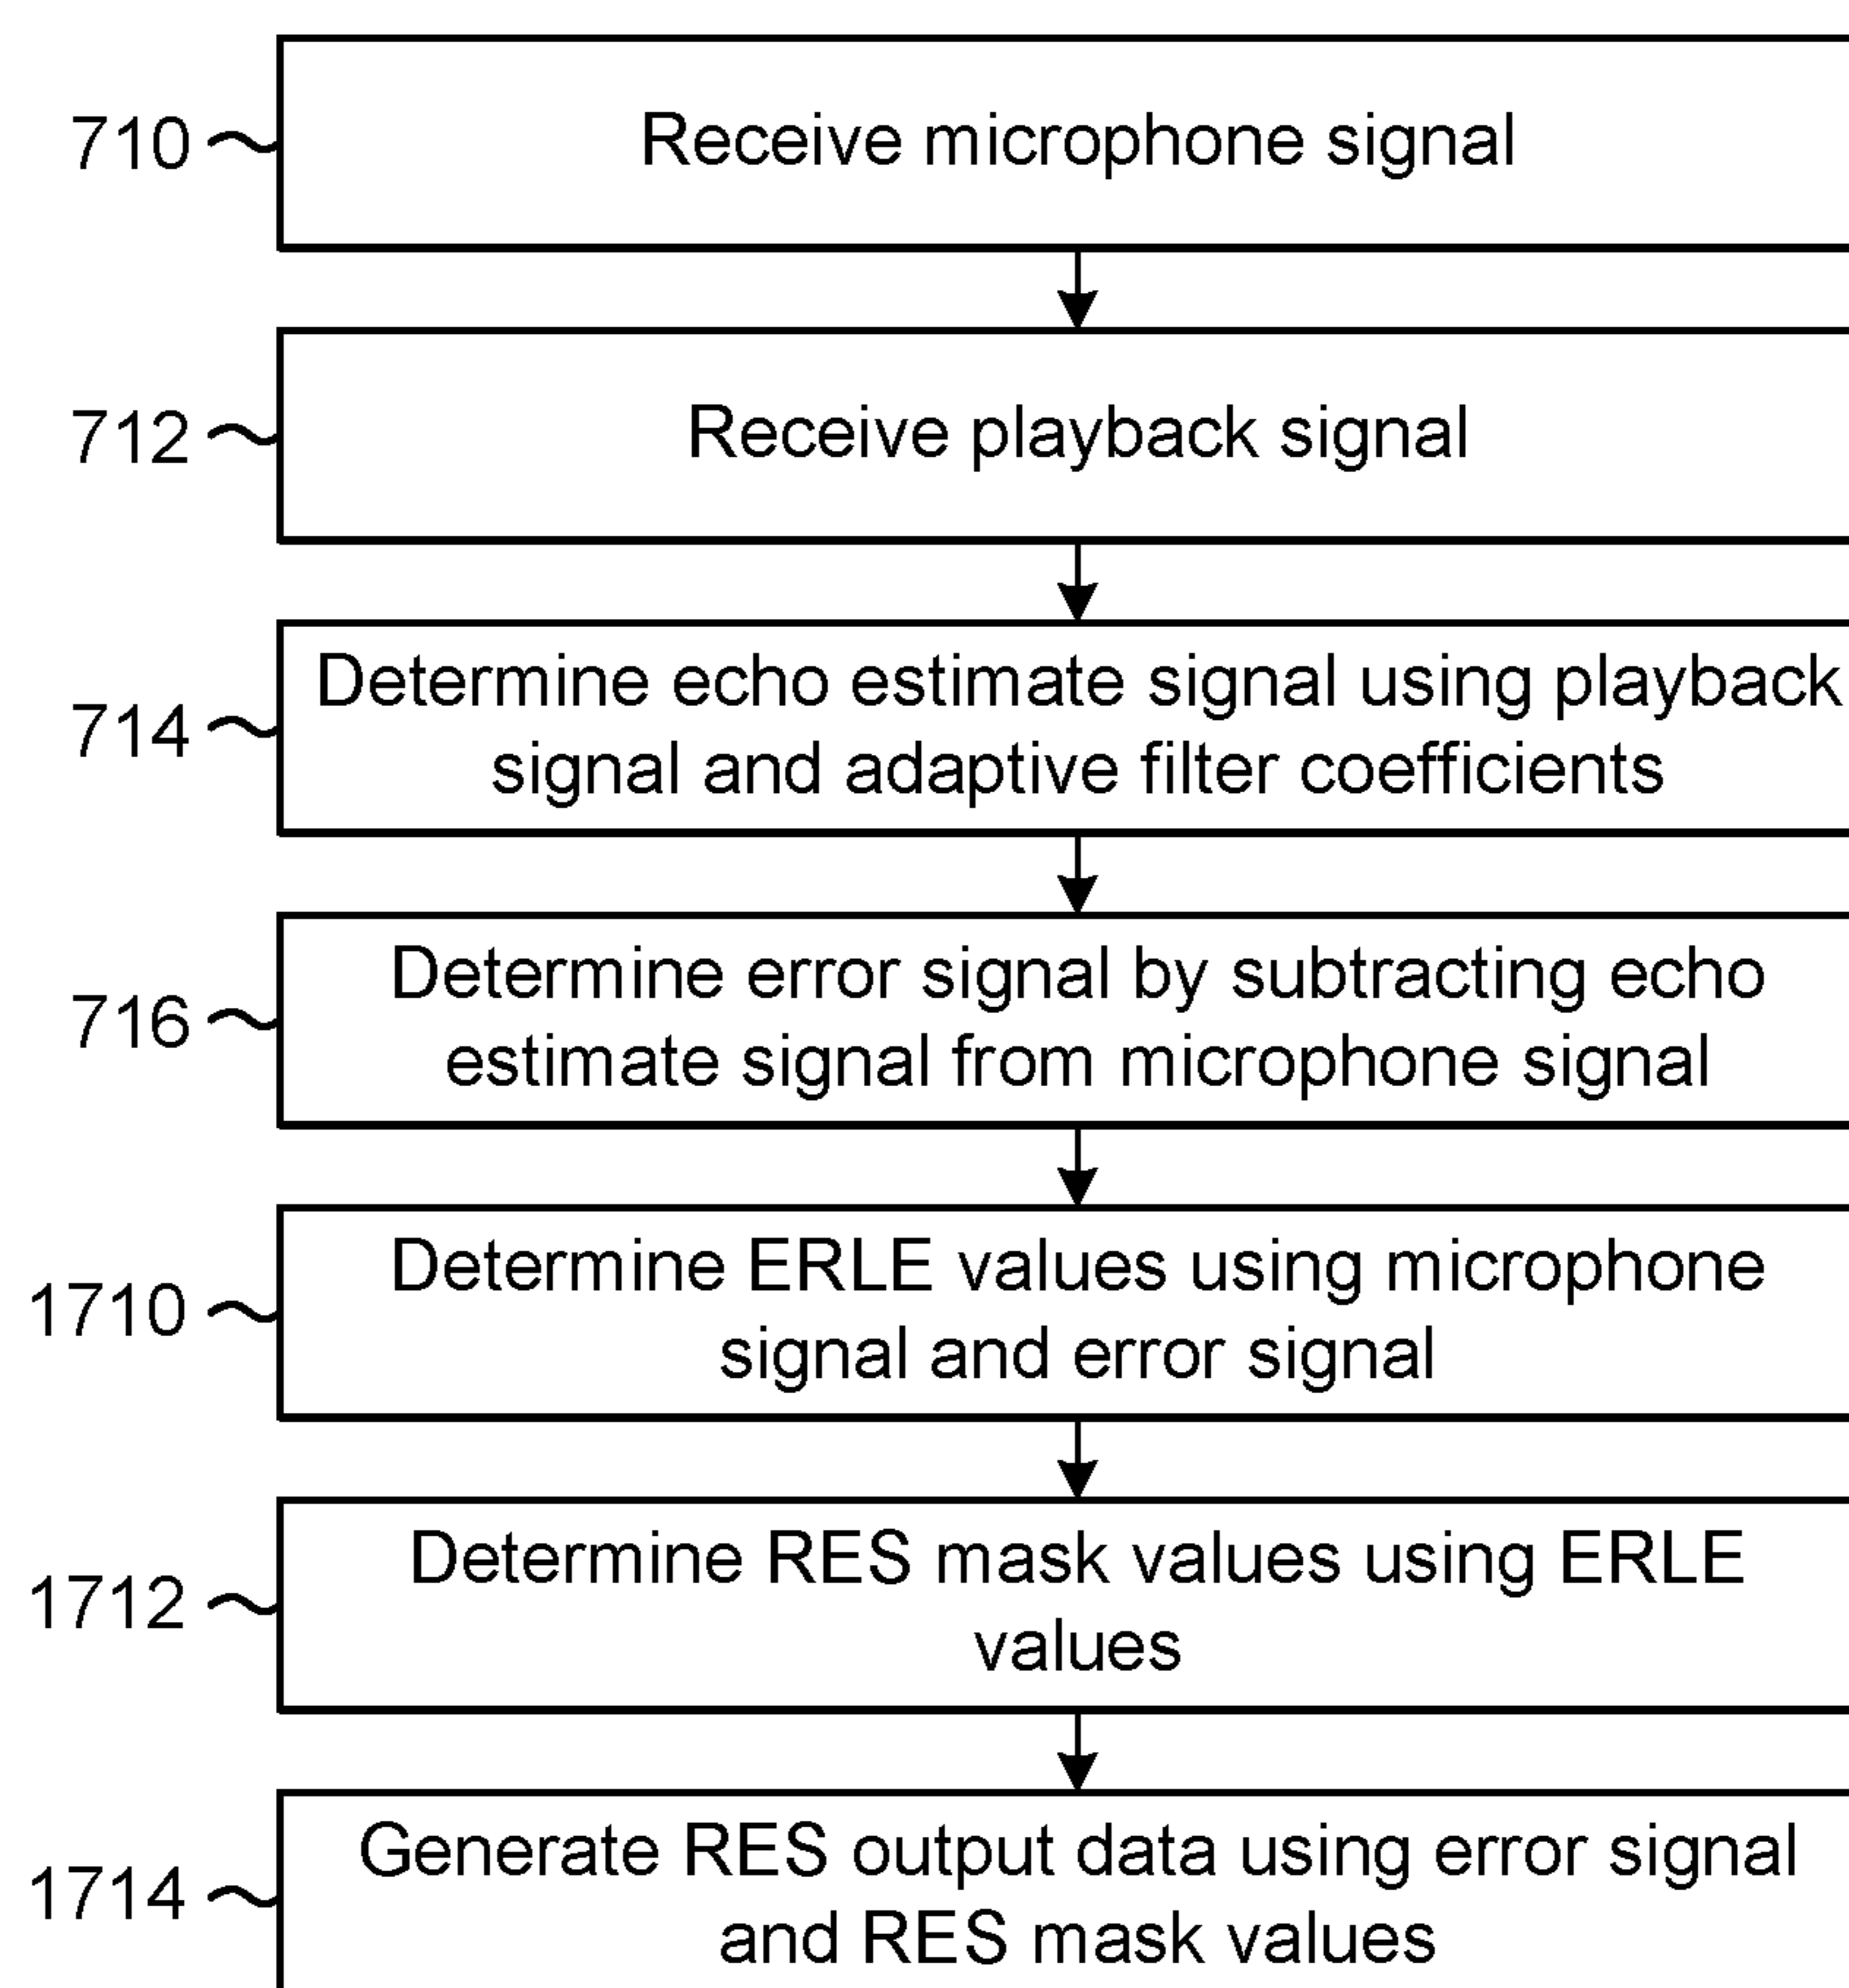 710
Receive microphone signal
712
Receive playback signal
714
Determine echo estimate signal using playback
signal and adaptive filter coefficients
716
Determine error signal by subtracting echo
estimate signal from microphone signal
1710
Determine ERLE values using microphone
signal and error signal
1712
Determine RES mask values using ERLE
values
1714
Generate RES output data using error signal
and RES mask values